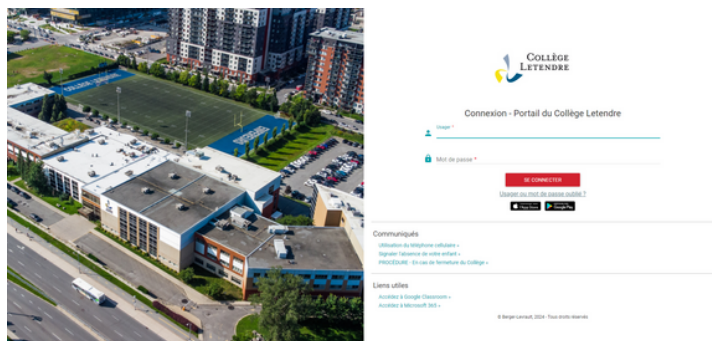 COLLÈGE
LETENDRE
Connexion - Portail du Collège Letendre
Usager *
Mot de passe *
SE CONNECTER
Usager ou mot de passe oublié ?
App Store
Google Play
Communiqués
Utilisation du téléphone cellulaire »
Signaler l'absence de votre enfant »
PROCÉDURE - En cas de fermeture du Collège »
Liens utiles
Accédez à Google Classroom »
Accédez à Microsoft 365 »
© Berger-Levrault, 2024 - Tous droits réservés